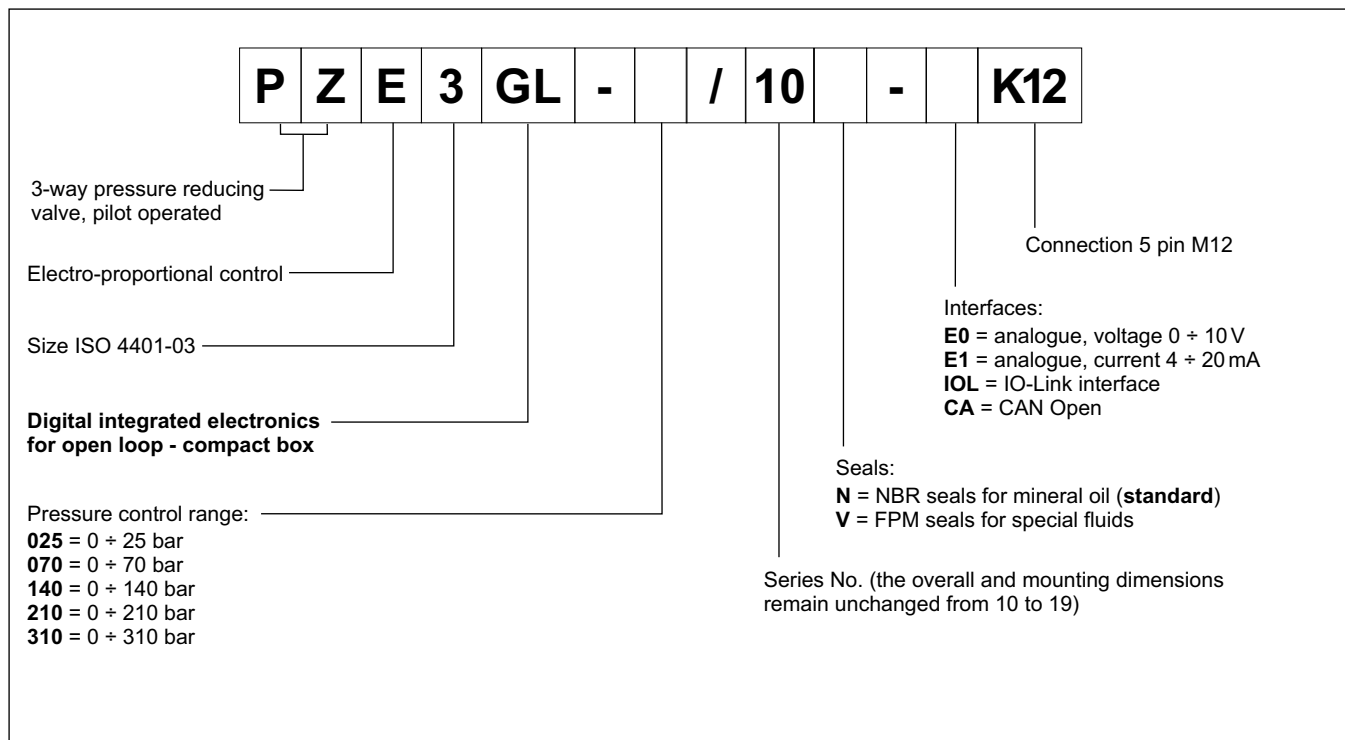 P Z E 3 GL - / 10 - K12
3-way pressure reducing
valve, pilot operated
Electro-proportional control
Size ISO 4401-03
Digital integrated electronics
for open loop - compact box
Pressure control range:
025 = 0 ÷ 25 bar
070 = 0 ÷ 70 bar
140 = 0 ÷ 140 bar
210 = 0 ÷ 210 bar
310 = 0 ÷ 310 bar
Connection 5 pin M12
Interfaces:
E0 = analogue, voltage 0 ÷ 10 V
E1 = analogue, current 4 ÷ 20 mA
IOL = IO-Link interface
CA = CAN Open
Seals:
N = NBR seals for mineral oil (standard)
V = FPM seals for special fluids
Series No. (the overall and mounting dimensions
remain unchanged from 10 to 19)